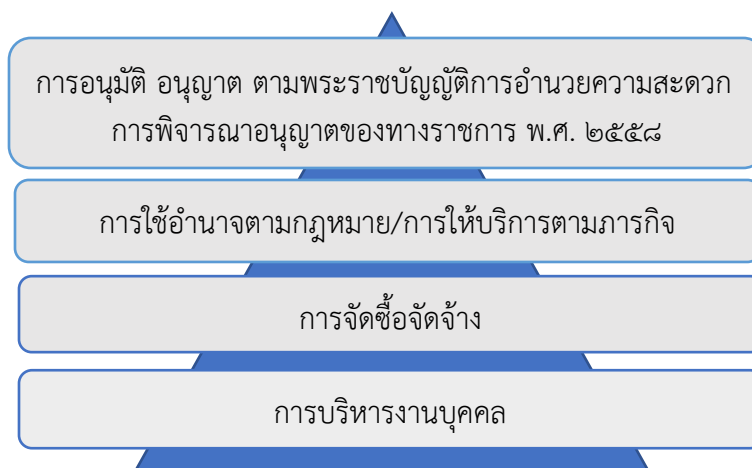 การอนุมัติ อนุญาต ตามพระราชบัญญัติการอำนวยความสะดวก
การพิจารณาอนุญาตของทางราชการ พ.ศ. ๒๕๕๘
การใช้อำนาจตามกฎหมาย/การให้บริการตามภารกิจ
การจัดซื้อจัดจ้าง
การบริหารงานบุคคล